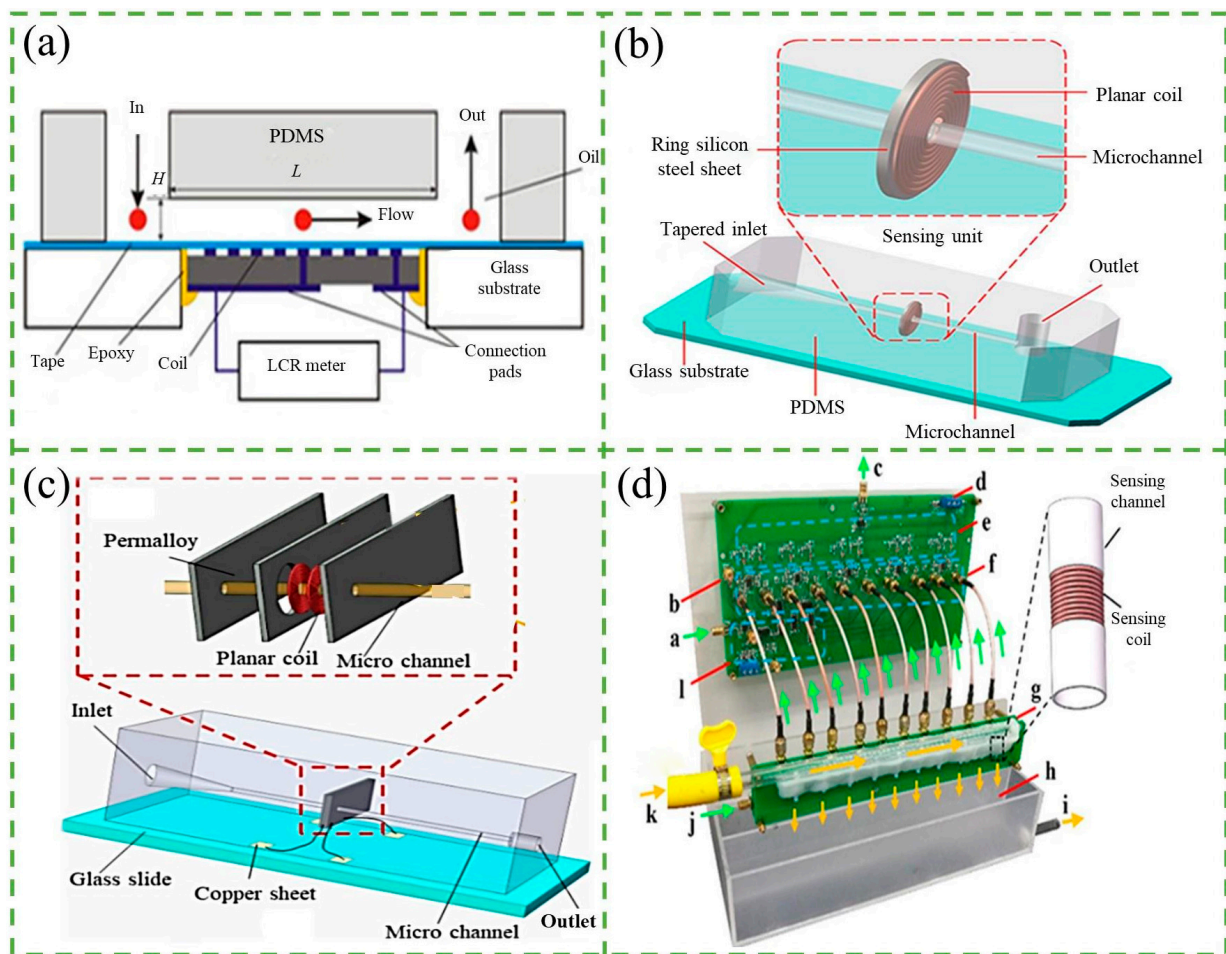 (a)
In
PDMS
Out
Oil
H
L
Flow
Glass
substrate
Tape
Epoxy
Coil
LCR meter
Connection
pads
(b)
Planar coil
Ring silicon
steel sheet
Microchannel
Sensing unit
Tapered inlet
Outlet
Glass substrate
PDMS
Microchannel
(c)
Permalloy
Planar coil
Micro channel
Inlet
Glass slide
Copper sheet
Micro channel
Outlet
(d)
c
d
e
f
b
a
l
Sensing
channel
Sensing
coil
g
h
k
j
i